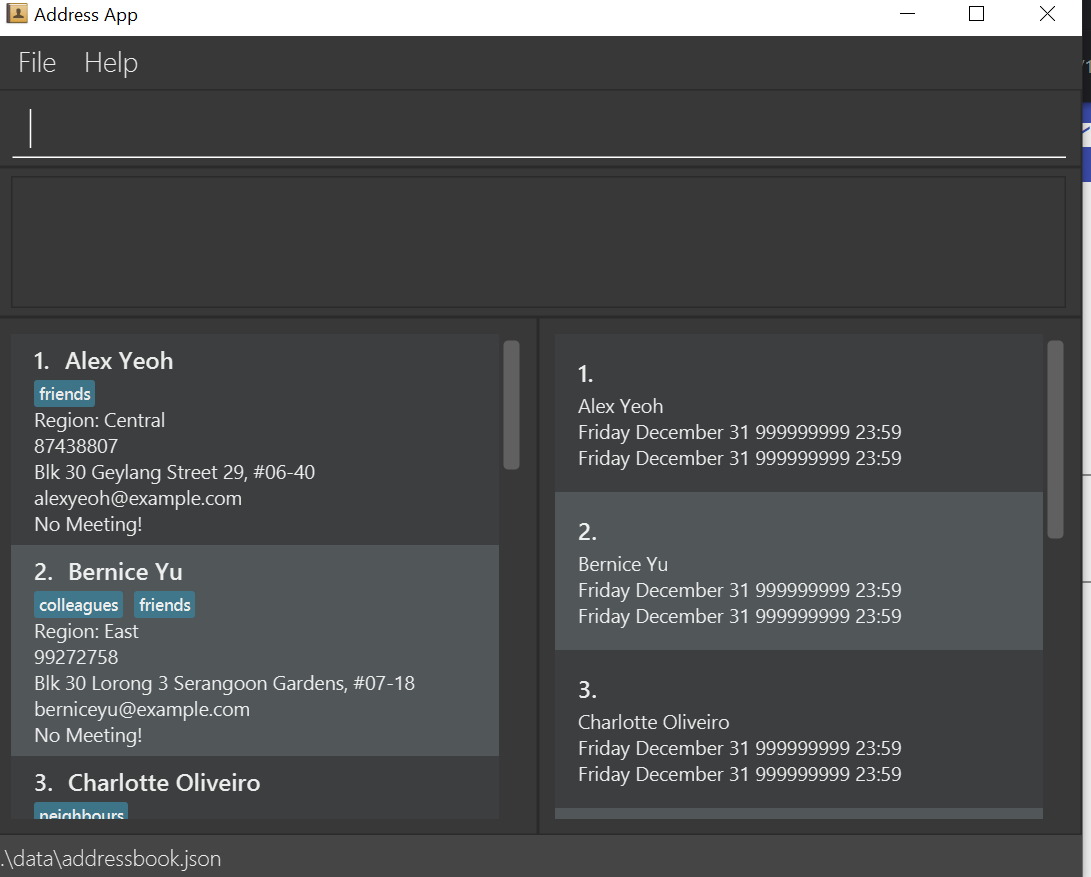 Address App
File Help
1. Alex Yeoh
friends
Region: Central
87438807
Blk 30 Geylang Street 29, #06-40
alexyeoh@example.com
No Meeting!
2. Bernice Yu
colleagues friends
Region: East
99272758
Blk 30 Lorong 3 Serangoon Gardens, #07-18
berniceyu@example.com
No Meeting!
3. Charlotte Oliveiro
neighbours
1.
Alex Yeoh
Friday December 31 999999999 23:59
Friday December 31 999999999 23:59
2.
Bernice Yu
Friday December 31 999999999 23:59
Friday December 31 999999999 23:59
3.
Charlotte Oliveiro
Friday December 31 999999999 23:59
Friday December 31 999999999 23:59
.\data\addressbook.json